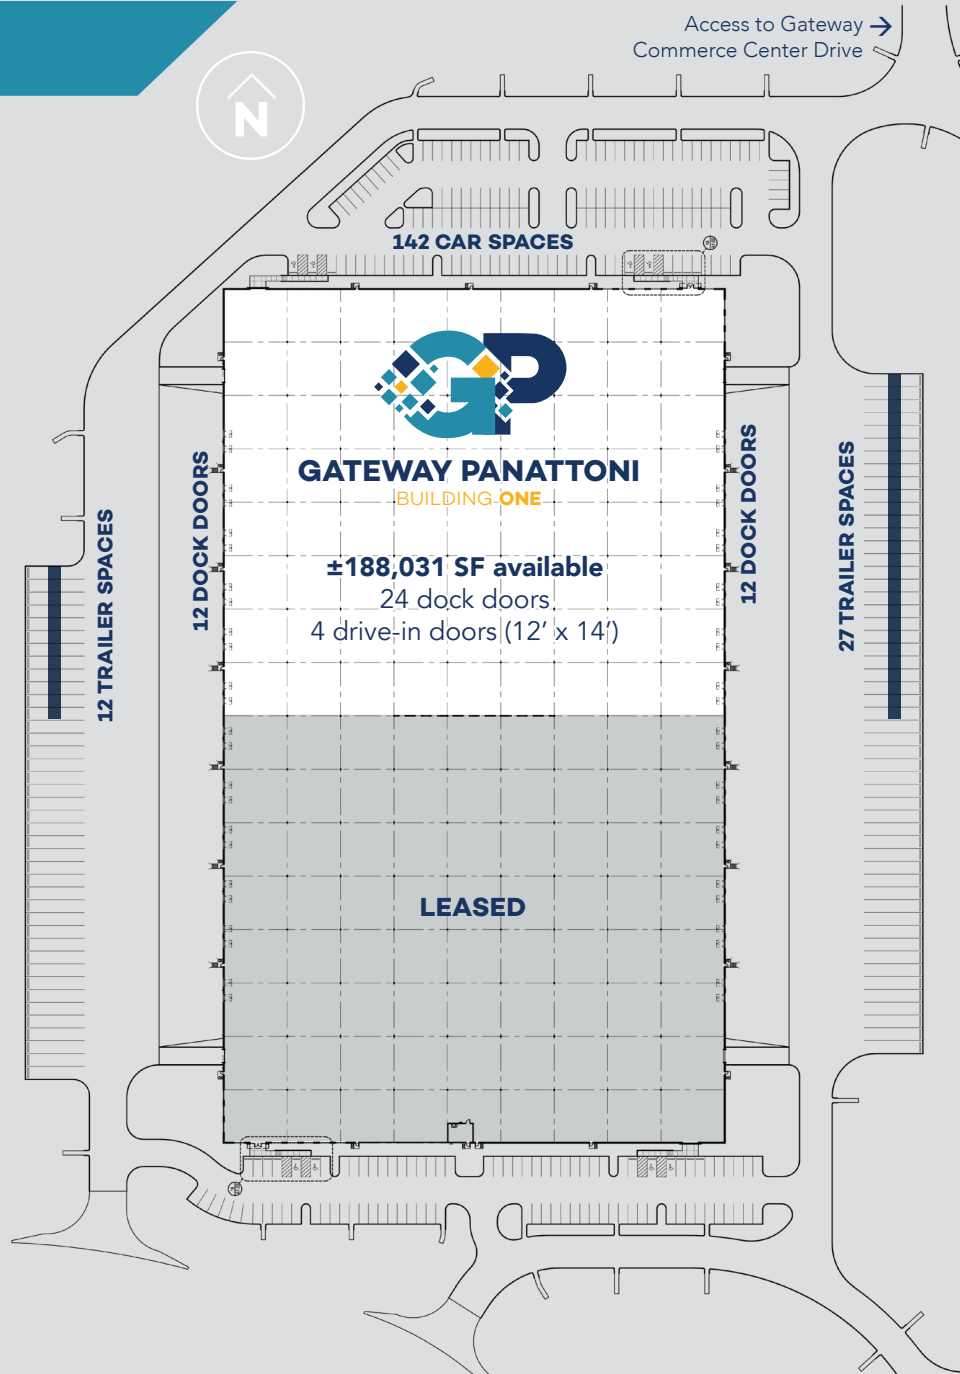 Access to Gateway →
Commerce Center Drive
N
142 CAR SPACES
GP
GATEWAY PANATTONI
BUILDING ONE
±188,031 SF available
24 dock doors
4 drive-in doors (12’ x 14’)
12 DOCK DOORS
12 DOCK DOORS
12 TRAILER SPACES
27 TRAILER SPACES
LEASED